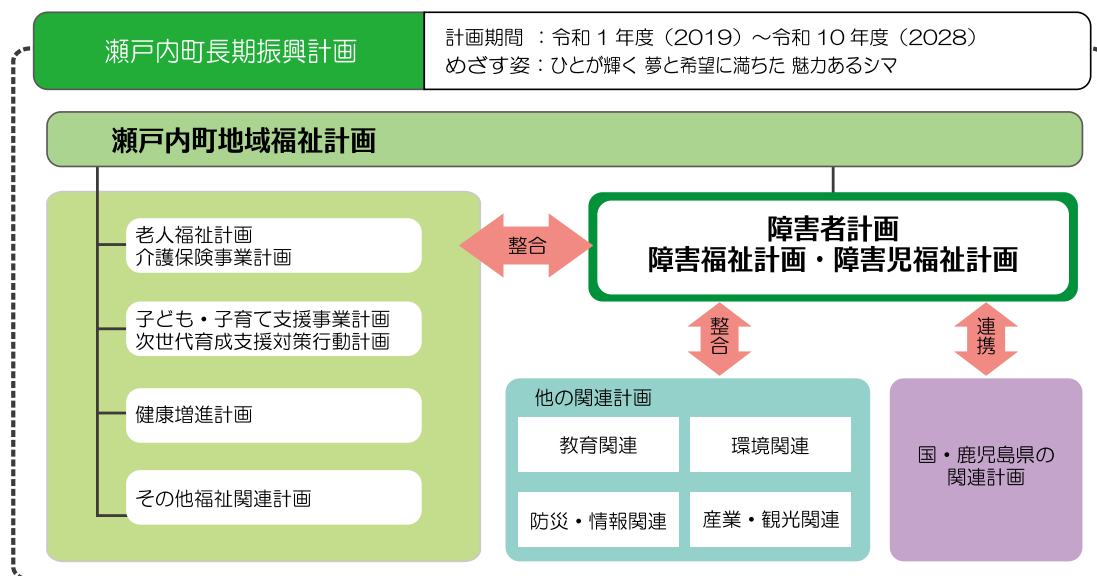 瀬戸内町長期振興計画
計画期間 ：令和 1 年度（2019）～令和 10 年度（2028）
めざす姿：ひとが輝く 夢と希望に満ちた 魅力あるシマ
瀬戸内町地域福祉計画
老人福祉計画
介護保険事業計画
子ども・子育て支援事業計画
次世代育成支援対策行動計画
健康増進計画
その他福祉関連計画
整合
障害者計画
障害福祉計画・障害児福祉計画
整合
連携
他の関連計画
教育関連
環境関連
防災・情報関連
産業・観光関連
国・鹿児島県の
関連計画